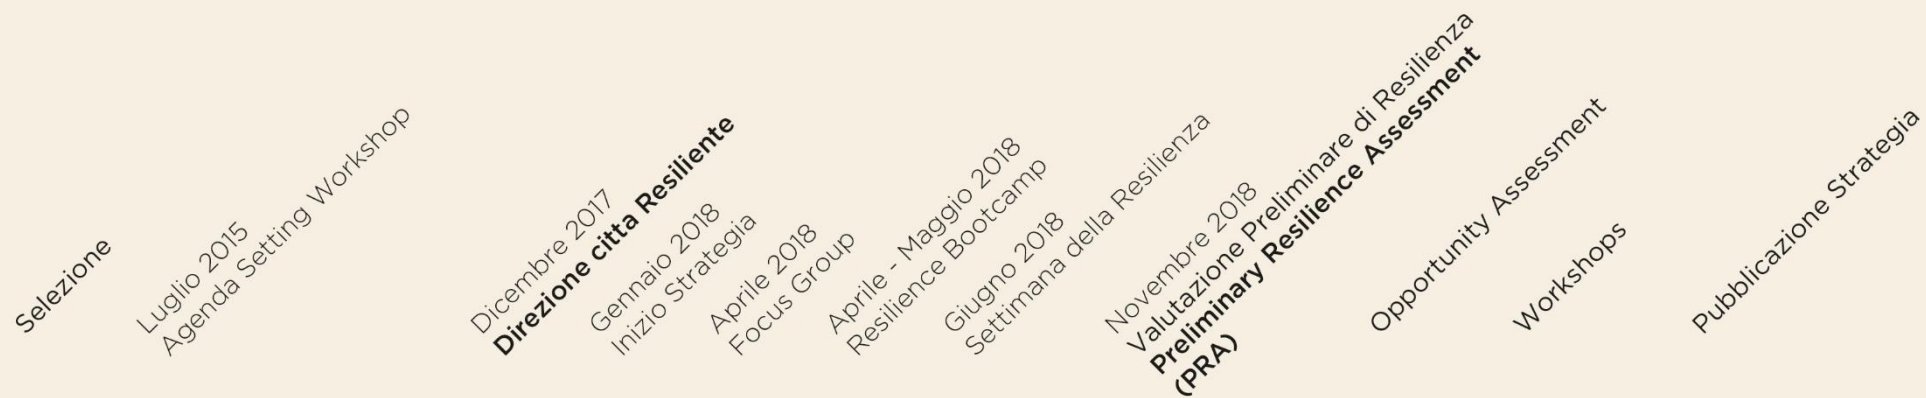 Selezione
Luglio 2015
Agenda Setting Workshop
Dicembre 2017
Direzione citta Resiliente
Gennaio 2018
Inizio Strategia
Aprile 2018
Focus Group
Aprile - Maggio 2018
Resilience Bootcamp
Giugno 2018
Settimana della Resilienza
Novembre 2018
Valutazione Preliminare di Resilienza
Preliminary Resilience Assessment
(PRA)
Opportunity Assessment
Workshops
Pubblicazione Strategia